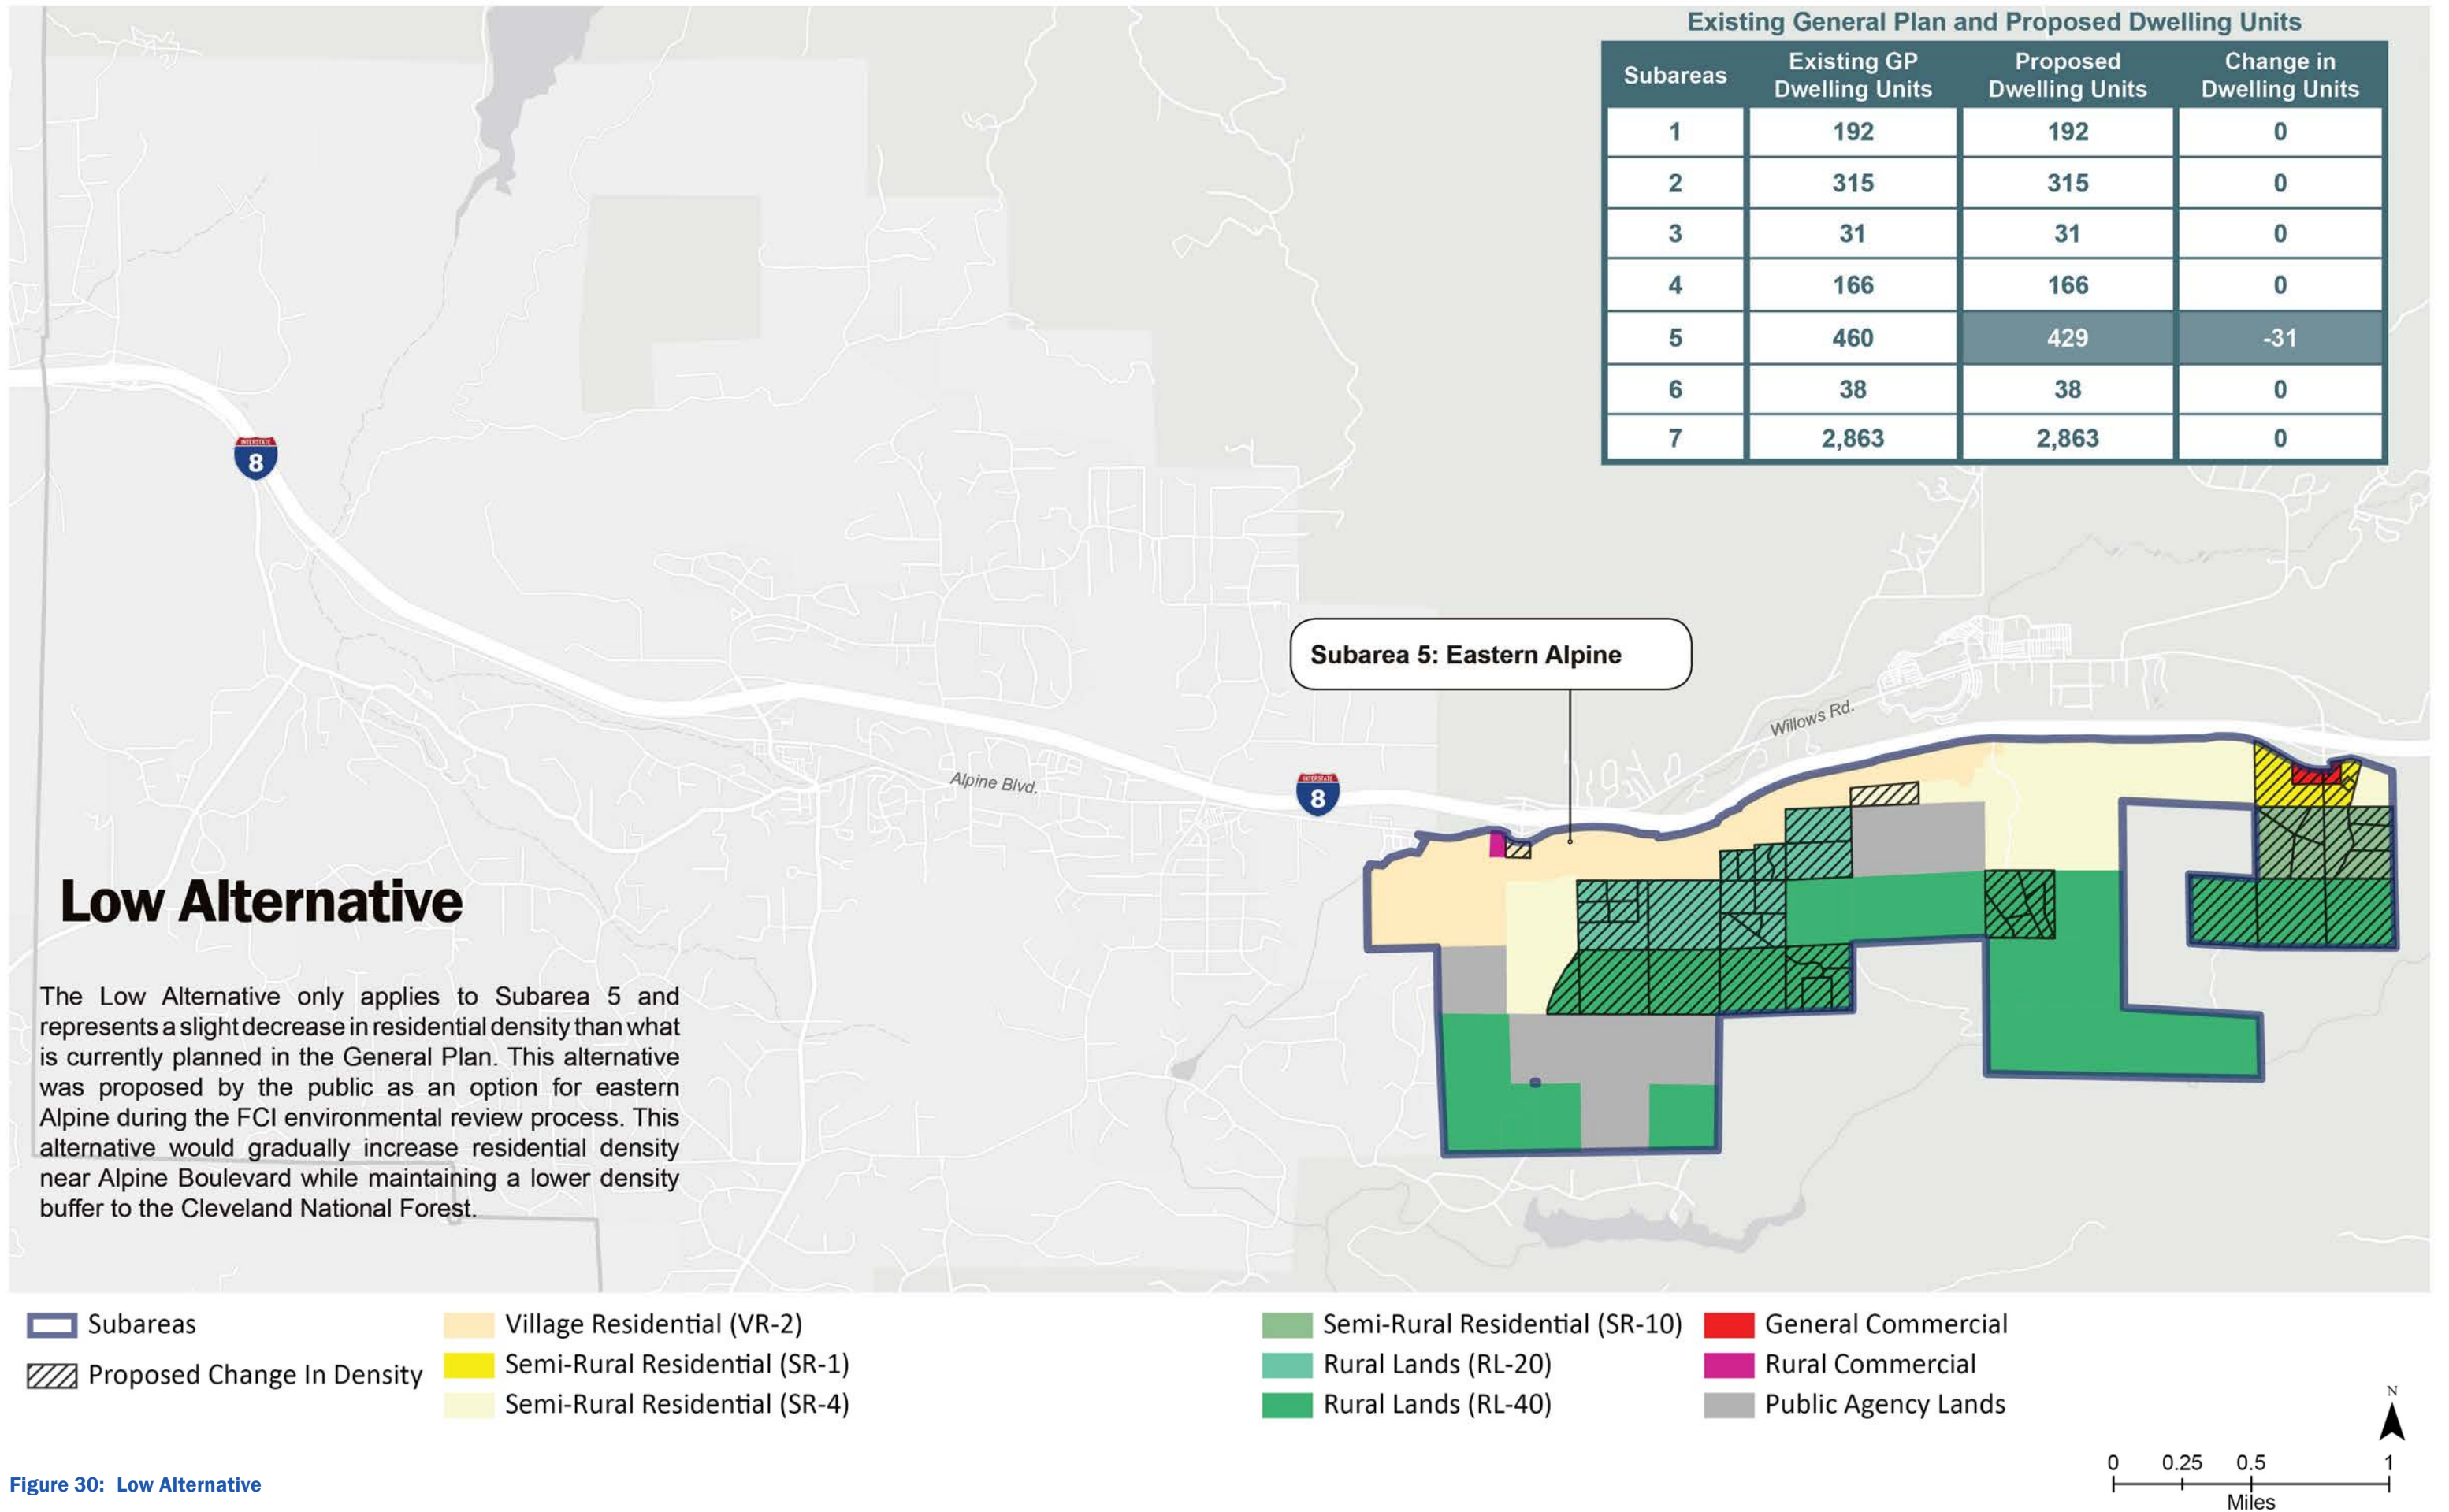 Existing General Plan and Proposed Dwelling Units
Subareas Existing GP Dwelling Units Proposed Dwelling Units Change in Dwelling Units
1 192 192 0
2 315 315 0
3 31 31 0
4 166 166 0
5 460 429 -31
6 38 38 0
7 2,863 2,863 0
INTERSTATE
8
Subarea 5: Eastern Alpine
Willows Rd.
Alpine Blvd.
INTERSTATE
8
Low Alternative
The Low Alternative only applies to Subarea 5 and
represents a slight decrease in residential density than what
is currently planned in the General Plan. This alternative
was proposed by the public as an option for eastern
Alpine during the FCI environmental review process. This
alternative would gradually increase residential density
near Alpine Boulevard while maintaining a lower density
buffer to the Cleveland National Forest.
Subareas
Proposed Change In Density
Village Residential (VR-2)
Semi-Rural Residential (SR-1)
Semi-Rural Residential (SR-4)
Semi-Rural Residential (SR-10)
Rural Lands (RL-20)
Rural Lands (RL-40)
General Commercial
Rural Commercial
Public Agency Lands
N
0 0.25 0.5 1
Miles
Figure 30: Low Alternative